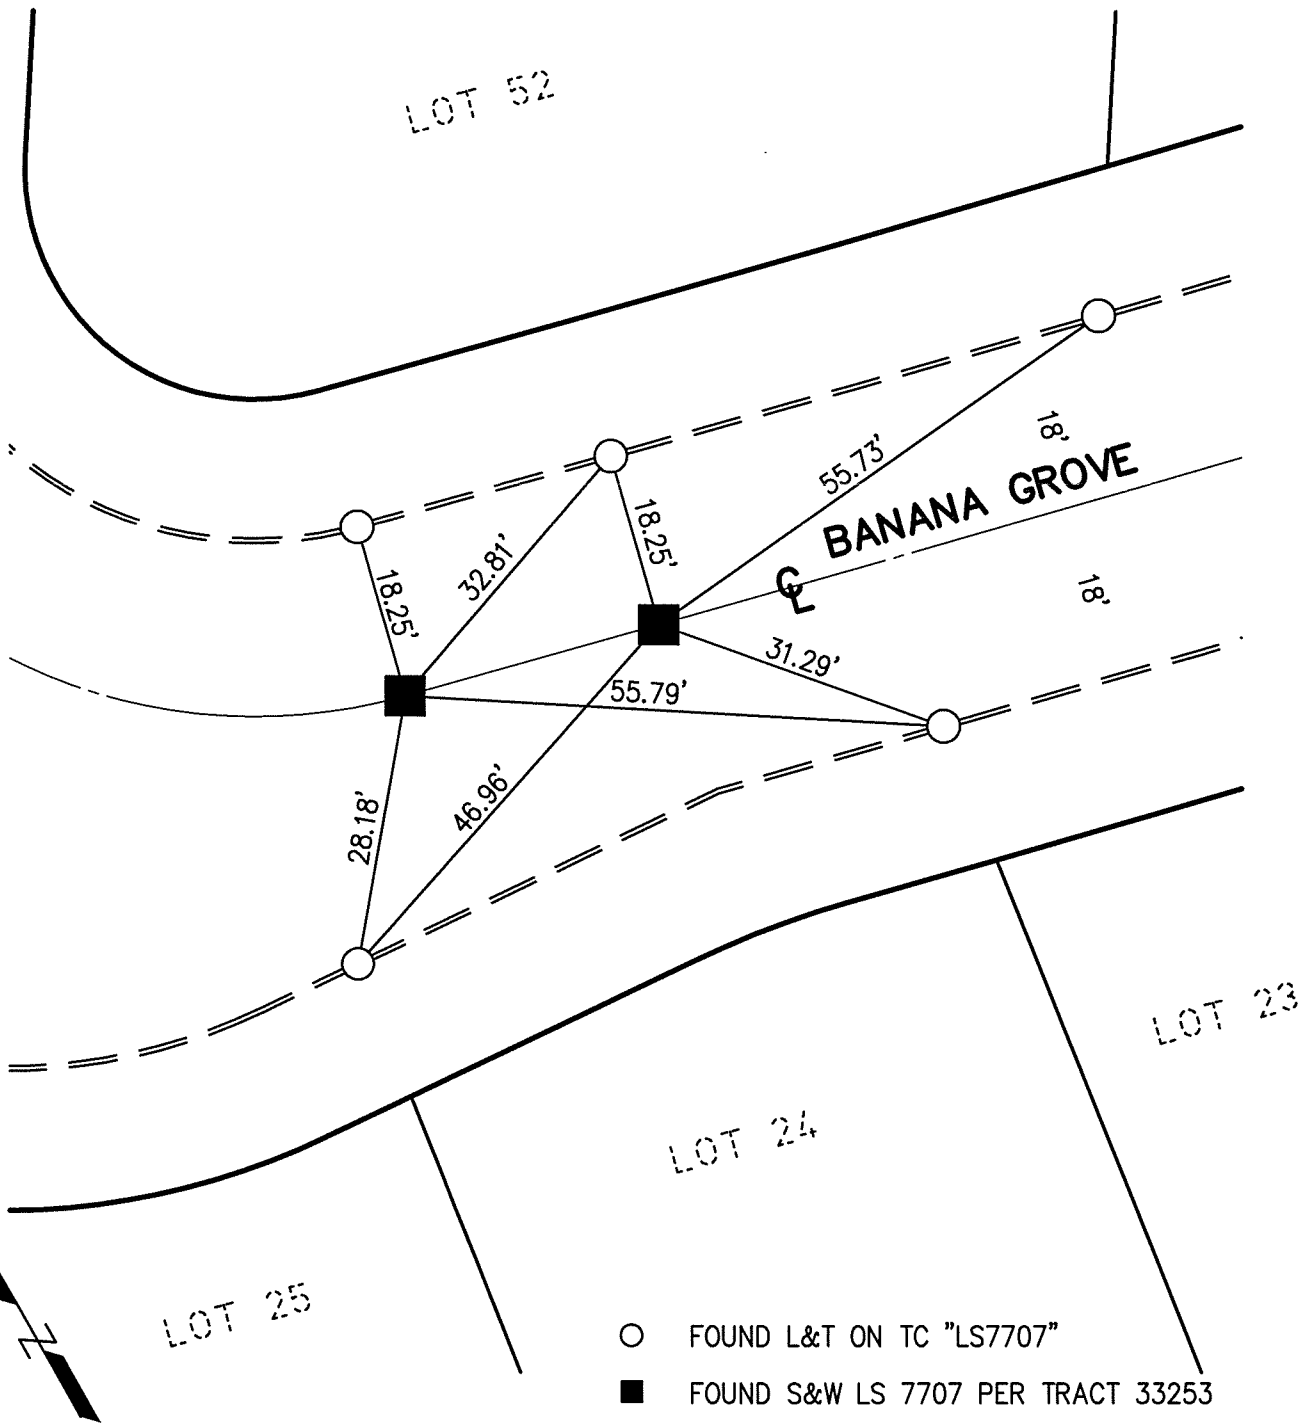 LOT 52
18'
55.73'
BANANA GROVE
18.25'
32.81'
18.25'
℄
18'
31.29'
55.79'
46.96'
28.18'
LOT 23
LOT 24
LOT 25
N
FOUND L&T ON TC "LS7707"
FOUND S&W LS 7707 PER TRACT 33253